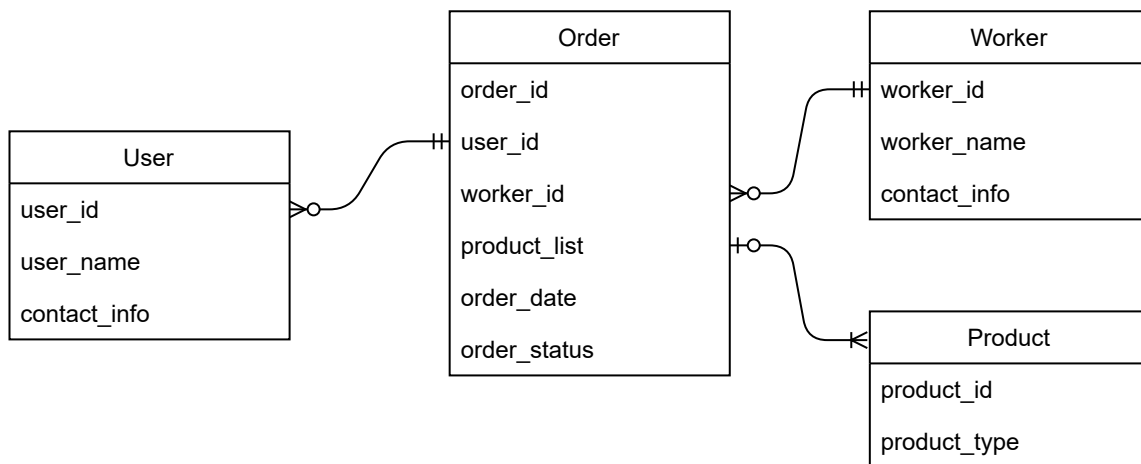 User
user_id
user_name
contact_info
Order
order_id
user_id
worker_id
product_list
order_date
order_status
Worker
worker_id
worker_name
contact_info
Product
product_id
product_type